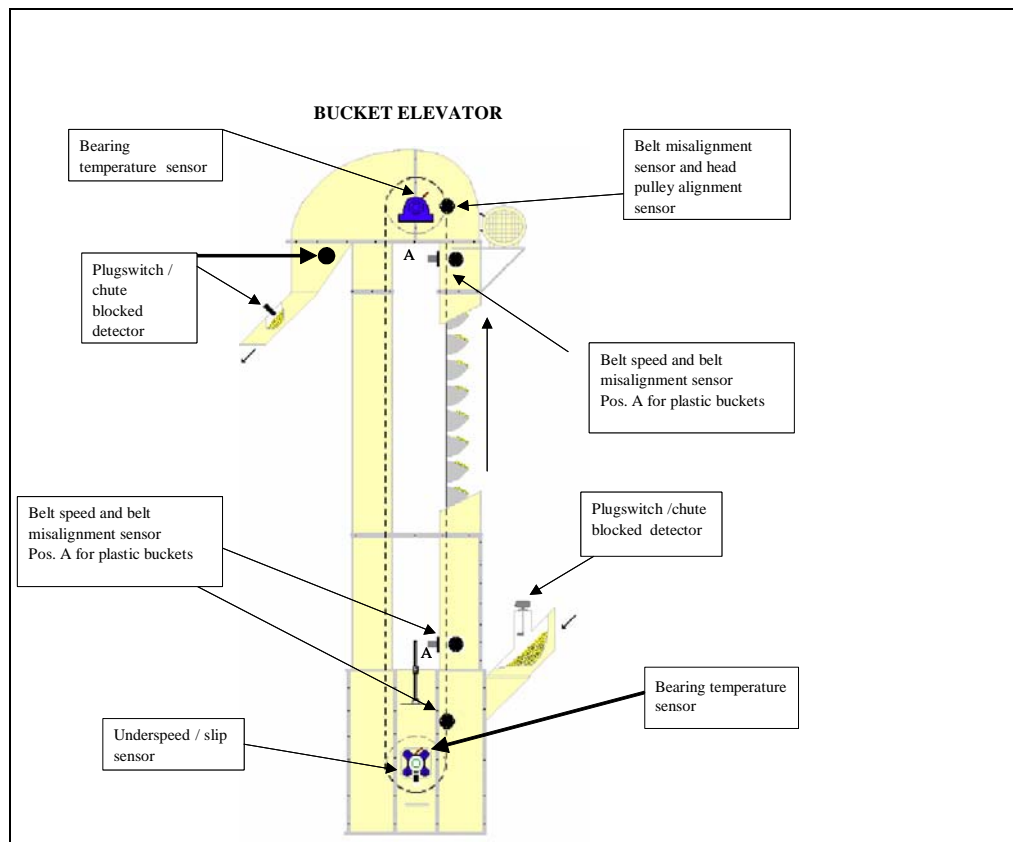 BUCKET ELEVATOR
Bearing
temperature sensor
Belt misalignment
sensor and head
pulley alignment
sensor
A
Plugswitch /
chute
blocked
detector
Belt speed and belt
misalignment sensor
Pos. A for plastic buckets
Plugswitch /chute
blocked detector
Belt speed and belt
misalignment sensor
Pos. A for plastic buckets
A
Bearing temperature
sensor
Underspeed / slip
sensor